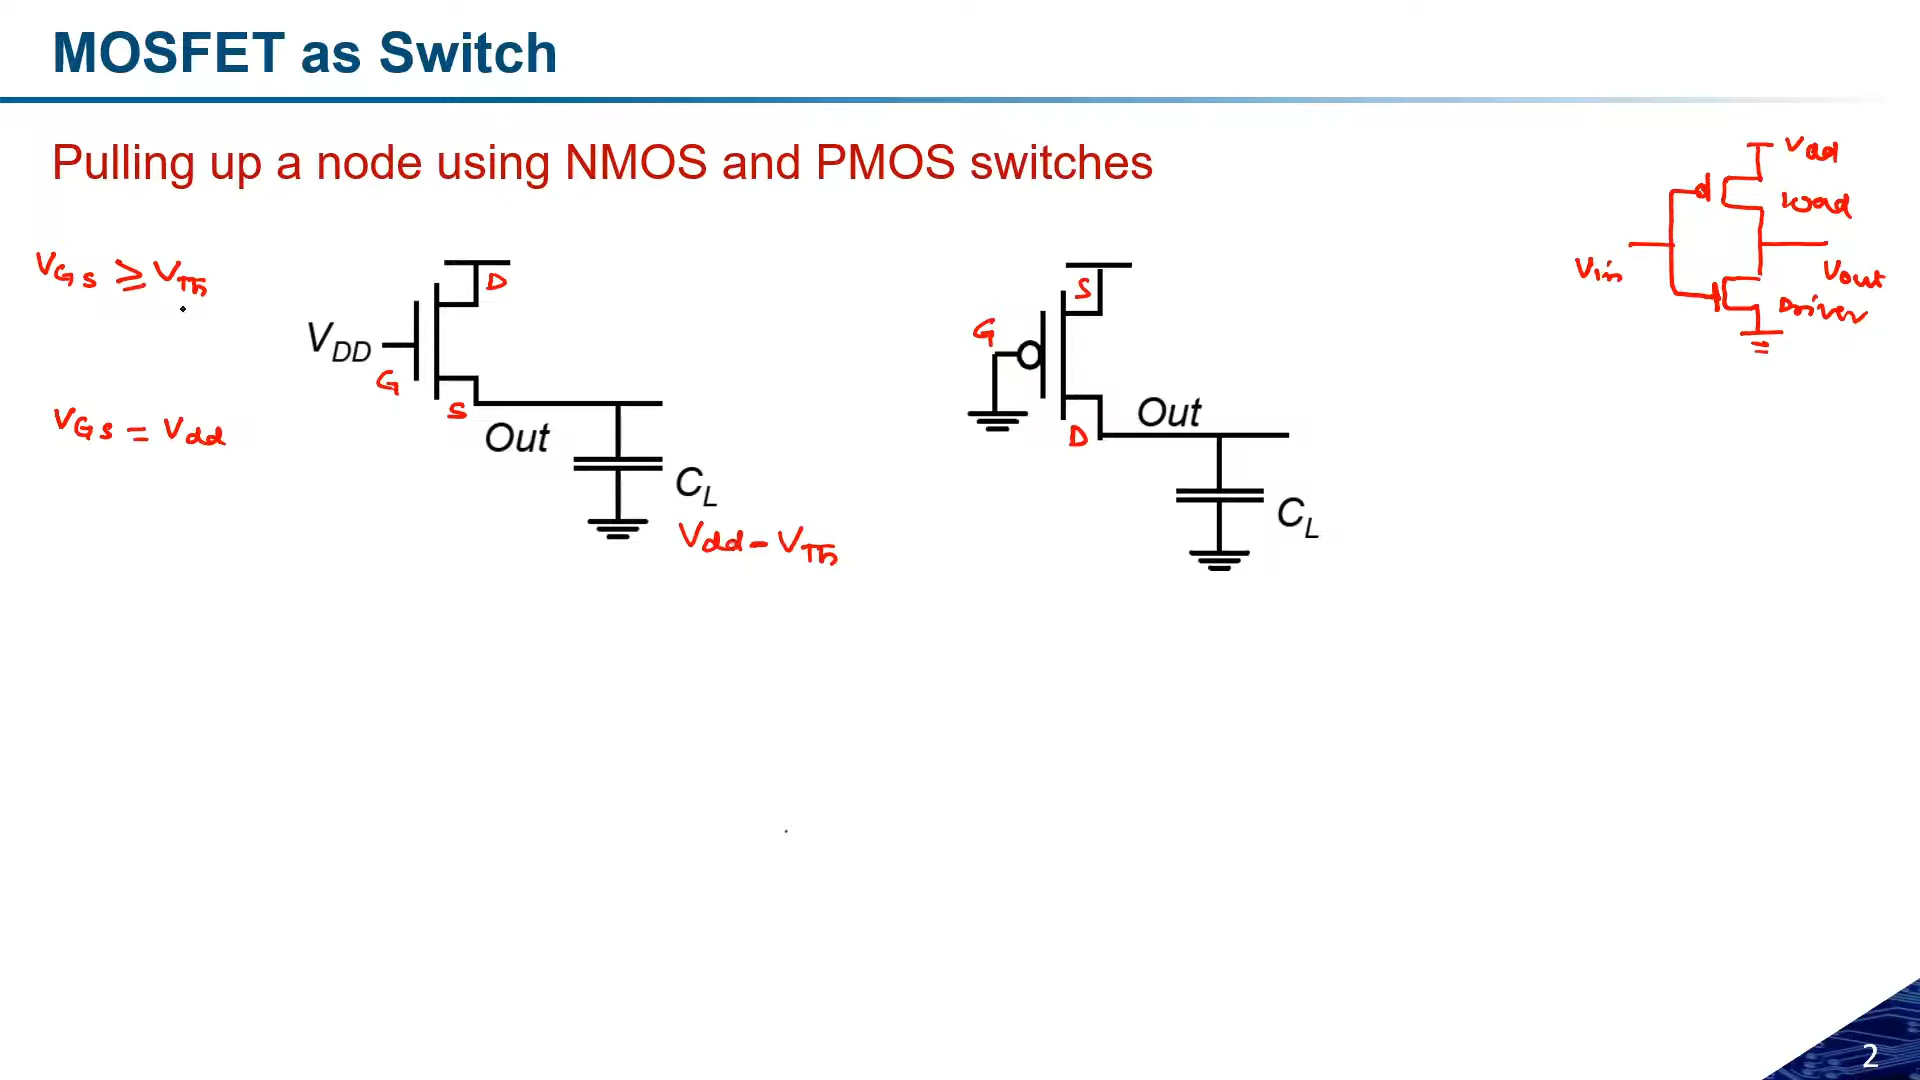 MOSFET as Switch
Pulling up a node using NMOS and PMOS switches
Vdd
Load
Vin
Vout
Driver
VGS ≥ VTh
VGS = Vdd
D
VDD
G
S
Out
CL
Vdd - VTh
S
G
D
Out
CL
2